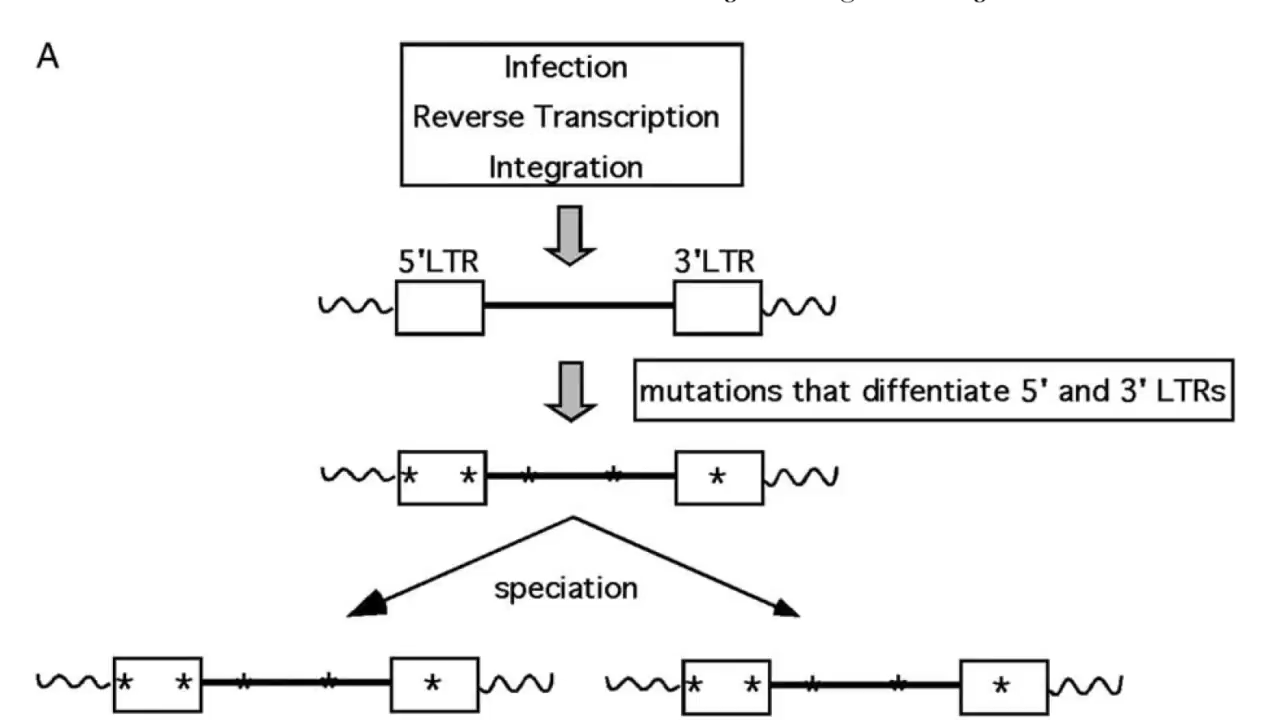 A
Infection
Reverse Transcription
Integration
5'LTR
3'LTR
mutations that diffentiate 5' and 3' LTRs
* * * * *
speciation
* * * * *
* * * * *